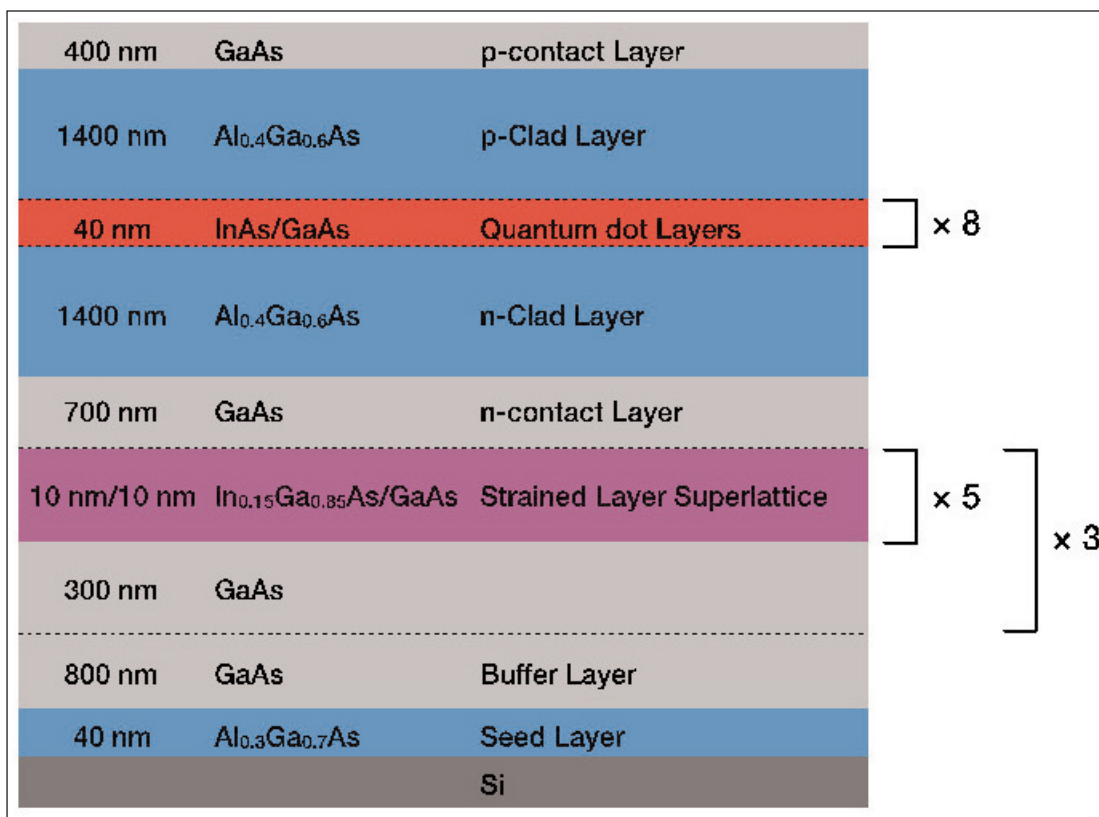 400 nm GaAs p-contact Layer
1400 nm Al₀.₄Ga₀.₆As p-Clad Layer
40 nm InAs/GaAs Quantum dot Layers × 8
1400 nm Al₀.₄Ga₀.₆As n-Clad Layer
700 nm GaAs n-contact Layer
10 nm/10 nm In₀.₁₅Ga₀.₈₅As/GaAs Strained Layer Superlattice × 5
× 3
300 nm GaAs
800 nm GaAs Buffer Layer
40 nm Al₀.₃Ga₀.₇As Seed Layer
Si